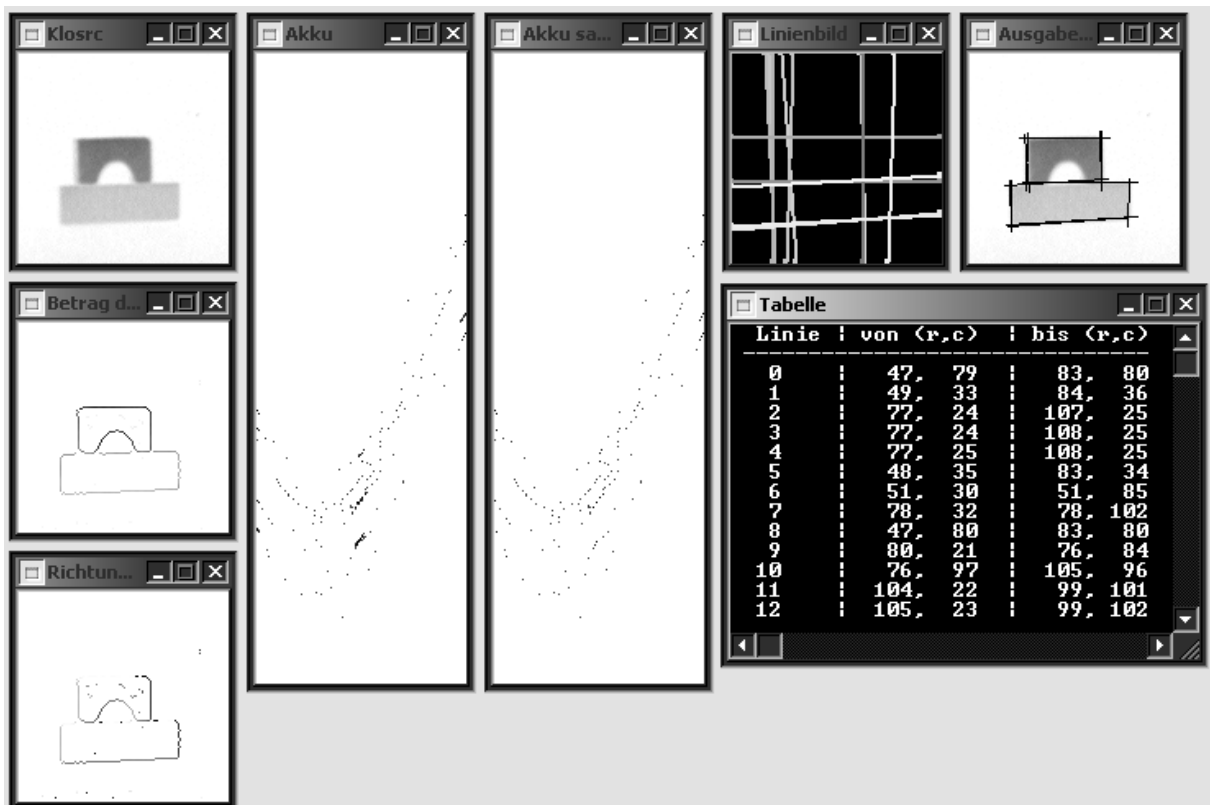 Klosrc
Akku
Akku sa...
Linienbild
Ausgabe...
Betrag d...
Richtun...
Tabelle
Linie ¦ von (r,c) ¦ bis (r,c)
0 ¦ 47, 79 ¦ 83, 80
1 ¦ 49, 33 ¦ 84, 36
2 ¦ 77, 24 ¦ 107, 25
3 ¦ 77, 24 ¦ 108, 25
4 ¦ 77, 25 ¦ 108, 25
5 ¦ 48, 35 ¦ 83, 34
6 ¦ 51, 30 ¦ 51, 85
7 ¦ 78, 32 ¦ 78, 102
8 ¦ 47, 80 ¦ 83, 80
9 ¦ 80, 21 ¦ 76, 84
10 ¦ 76, 97 ¦ 105, 96
11 ¦ 104, 22 ¦ 99, 101
12 ¦ 105, 23 ¦ 99, 102